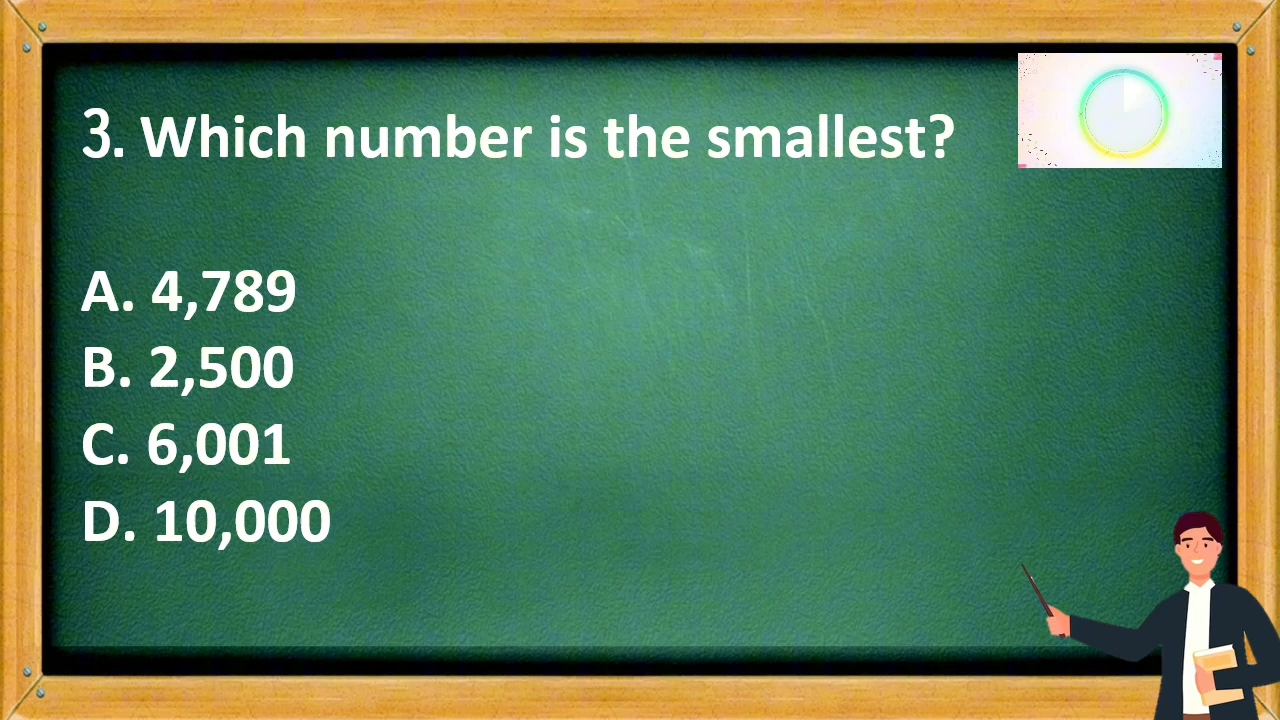 3. Which number is the smallest?
A. 4,789
B. 2,500
C. 6,001
D. 10,000